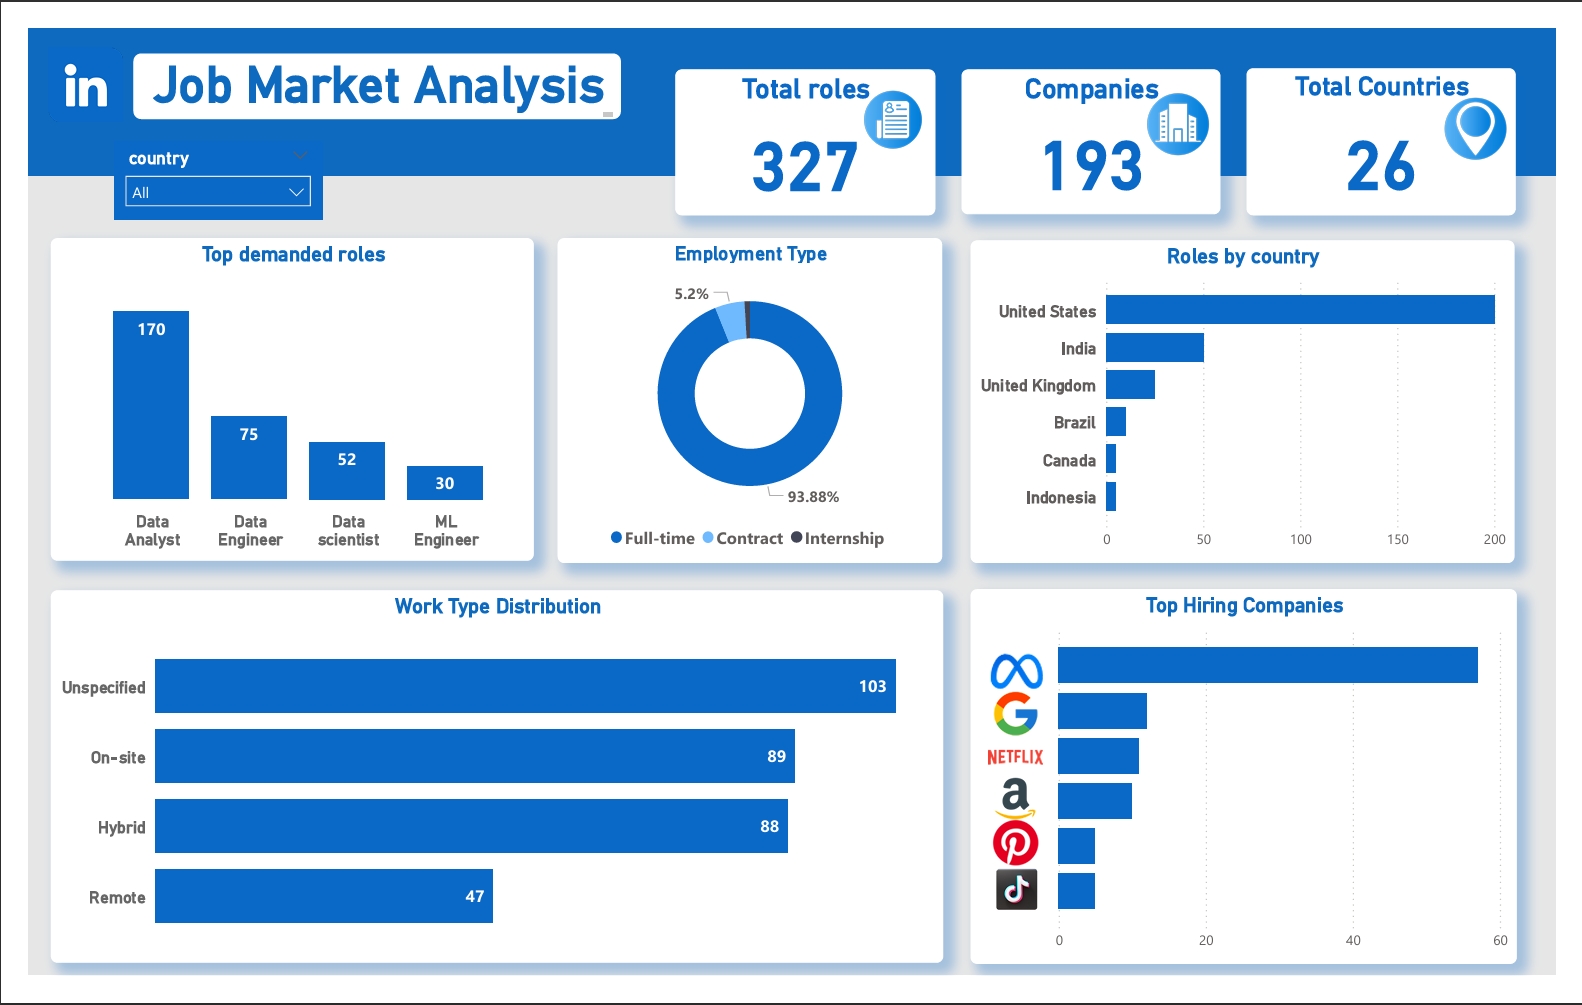 in
Job Market Analysis
country
All
Total roles
327
Companies
193
Total Countries
26
Top demanded roles
170
75
52
30
Data
Analyst
Data
Engineer
Data
scientist
ML
Engineer
Employment Type
5.2%
93.88%
Full-time Contract Internship
Roles by country
United States
India
United Kingdom
Brazil
Canada
Indonesia
0 50 100 150 200
Work Type Distribution
Unspecified 103
On-site 89
Hybrid 88
Remote 47
Top Hiring Companies
G
NETFLIX
a
0 20 40 60